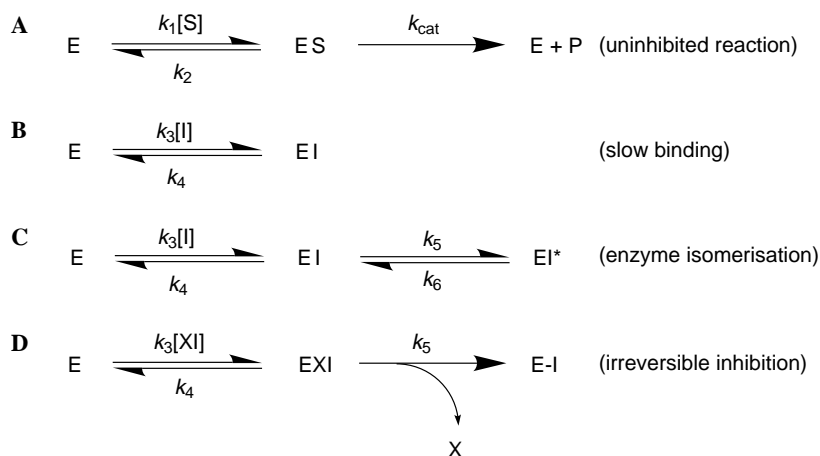 A E k1[S] k2 ES kcat E + P (uninhibited reaction)
B E k3[I] k4 EI (slow binding)
C E k3[I] k4 EI k5 k6 EI* (enzyme isomerisation)
D E k3[XI] k4 EXI k5 E-I (irreversible inhibition)
X